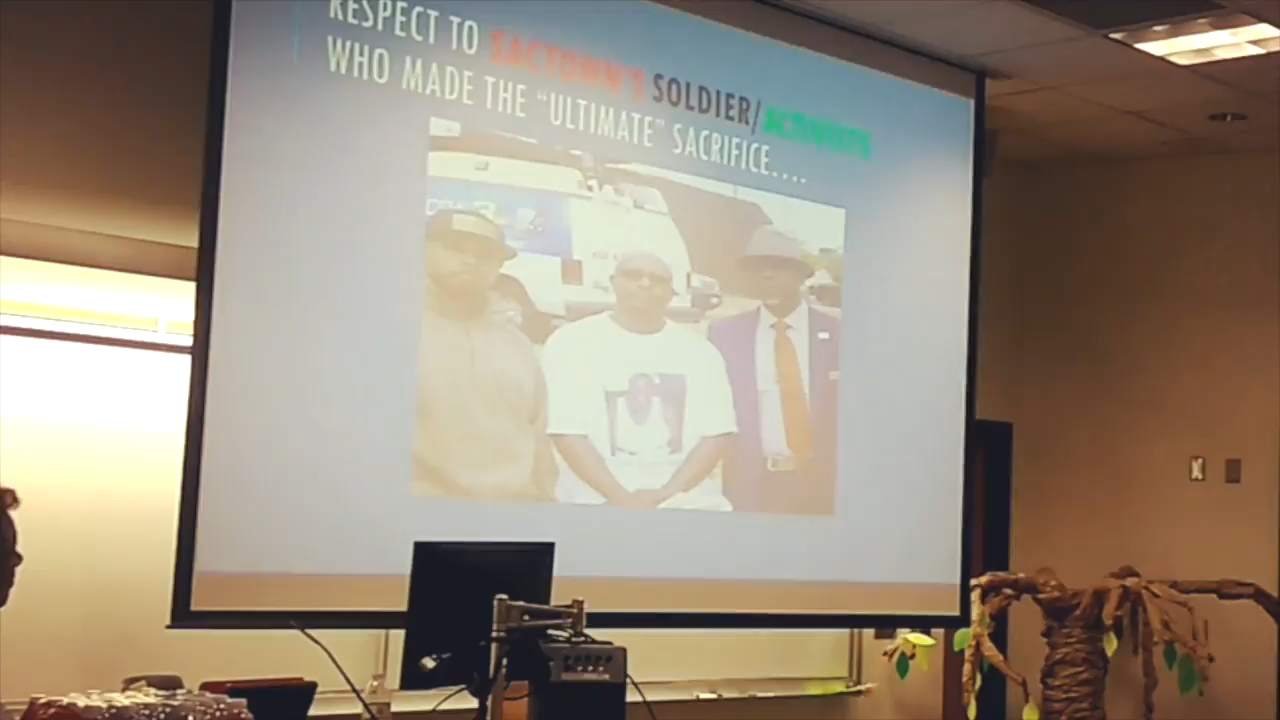 RESPECT TO SACTOWN'S SOLDIER/ACTIVISTS
WHO MADE THE “ULTIMATE” SACRIFICE....